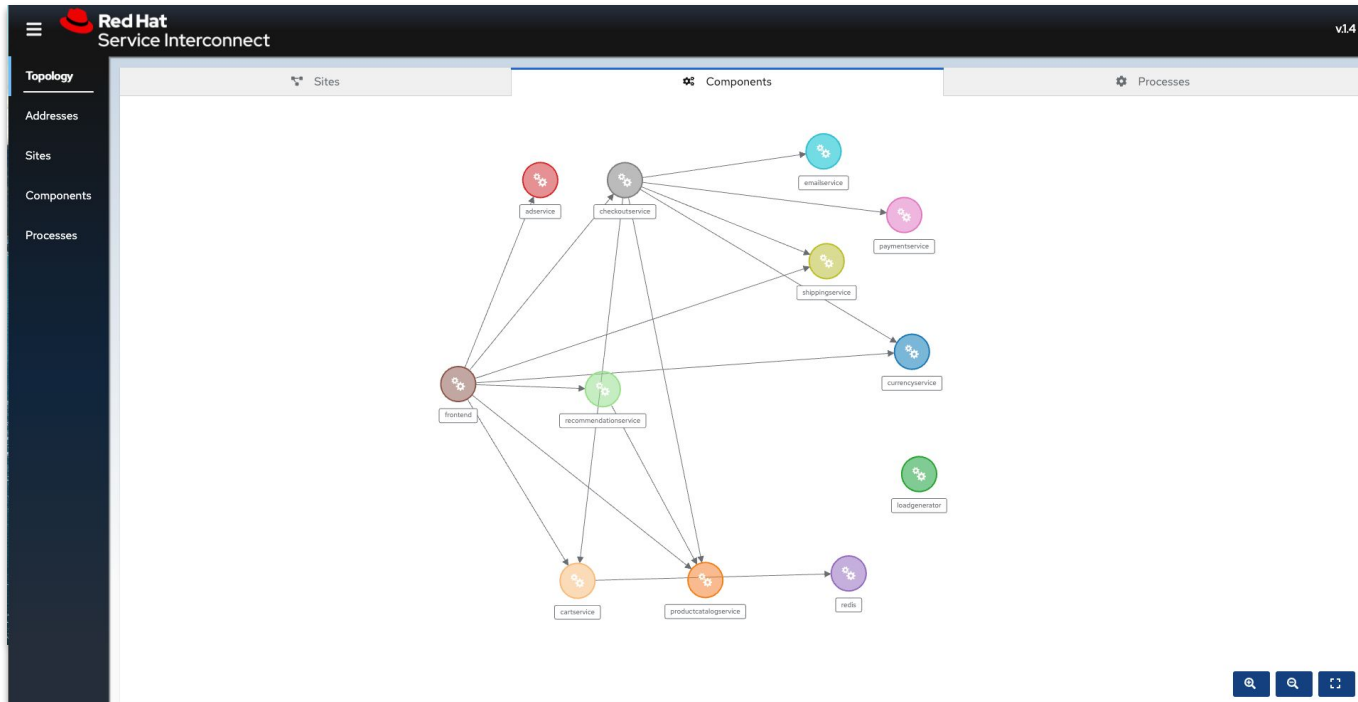 Red Hat
Service Interconnect
v.1.4
Topology
Addresses
Sites
Components
Processes
Sites
Components
Processes
emailservice
adservice
checkoutservice
paymentservice
shippingservice
currencyservice
frontend
recommendationservice
loadgenerator
cartservice
productcatalogservice
redis